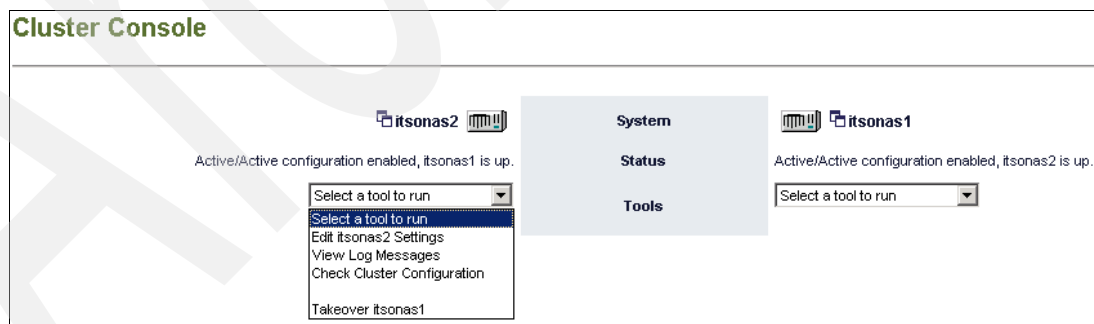 Cluster Console
itsonas2 System itsonas1
Active/Active configuration enabled, itsonas1 is up. Status Active/Active configuration enabled, itsonas2 is up.
Select a tool to run Tools Select a tool to run
Select a tool to run
Edit itsonas2 Settings
View Log Messages
Check Cluster Configuration
Takeover itsonas1